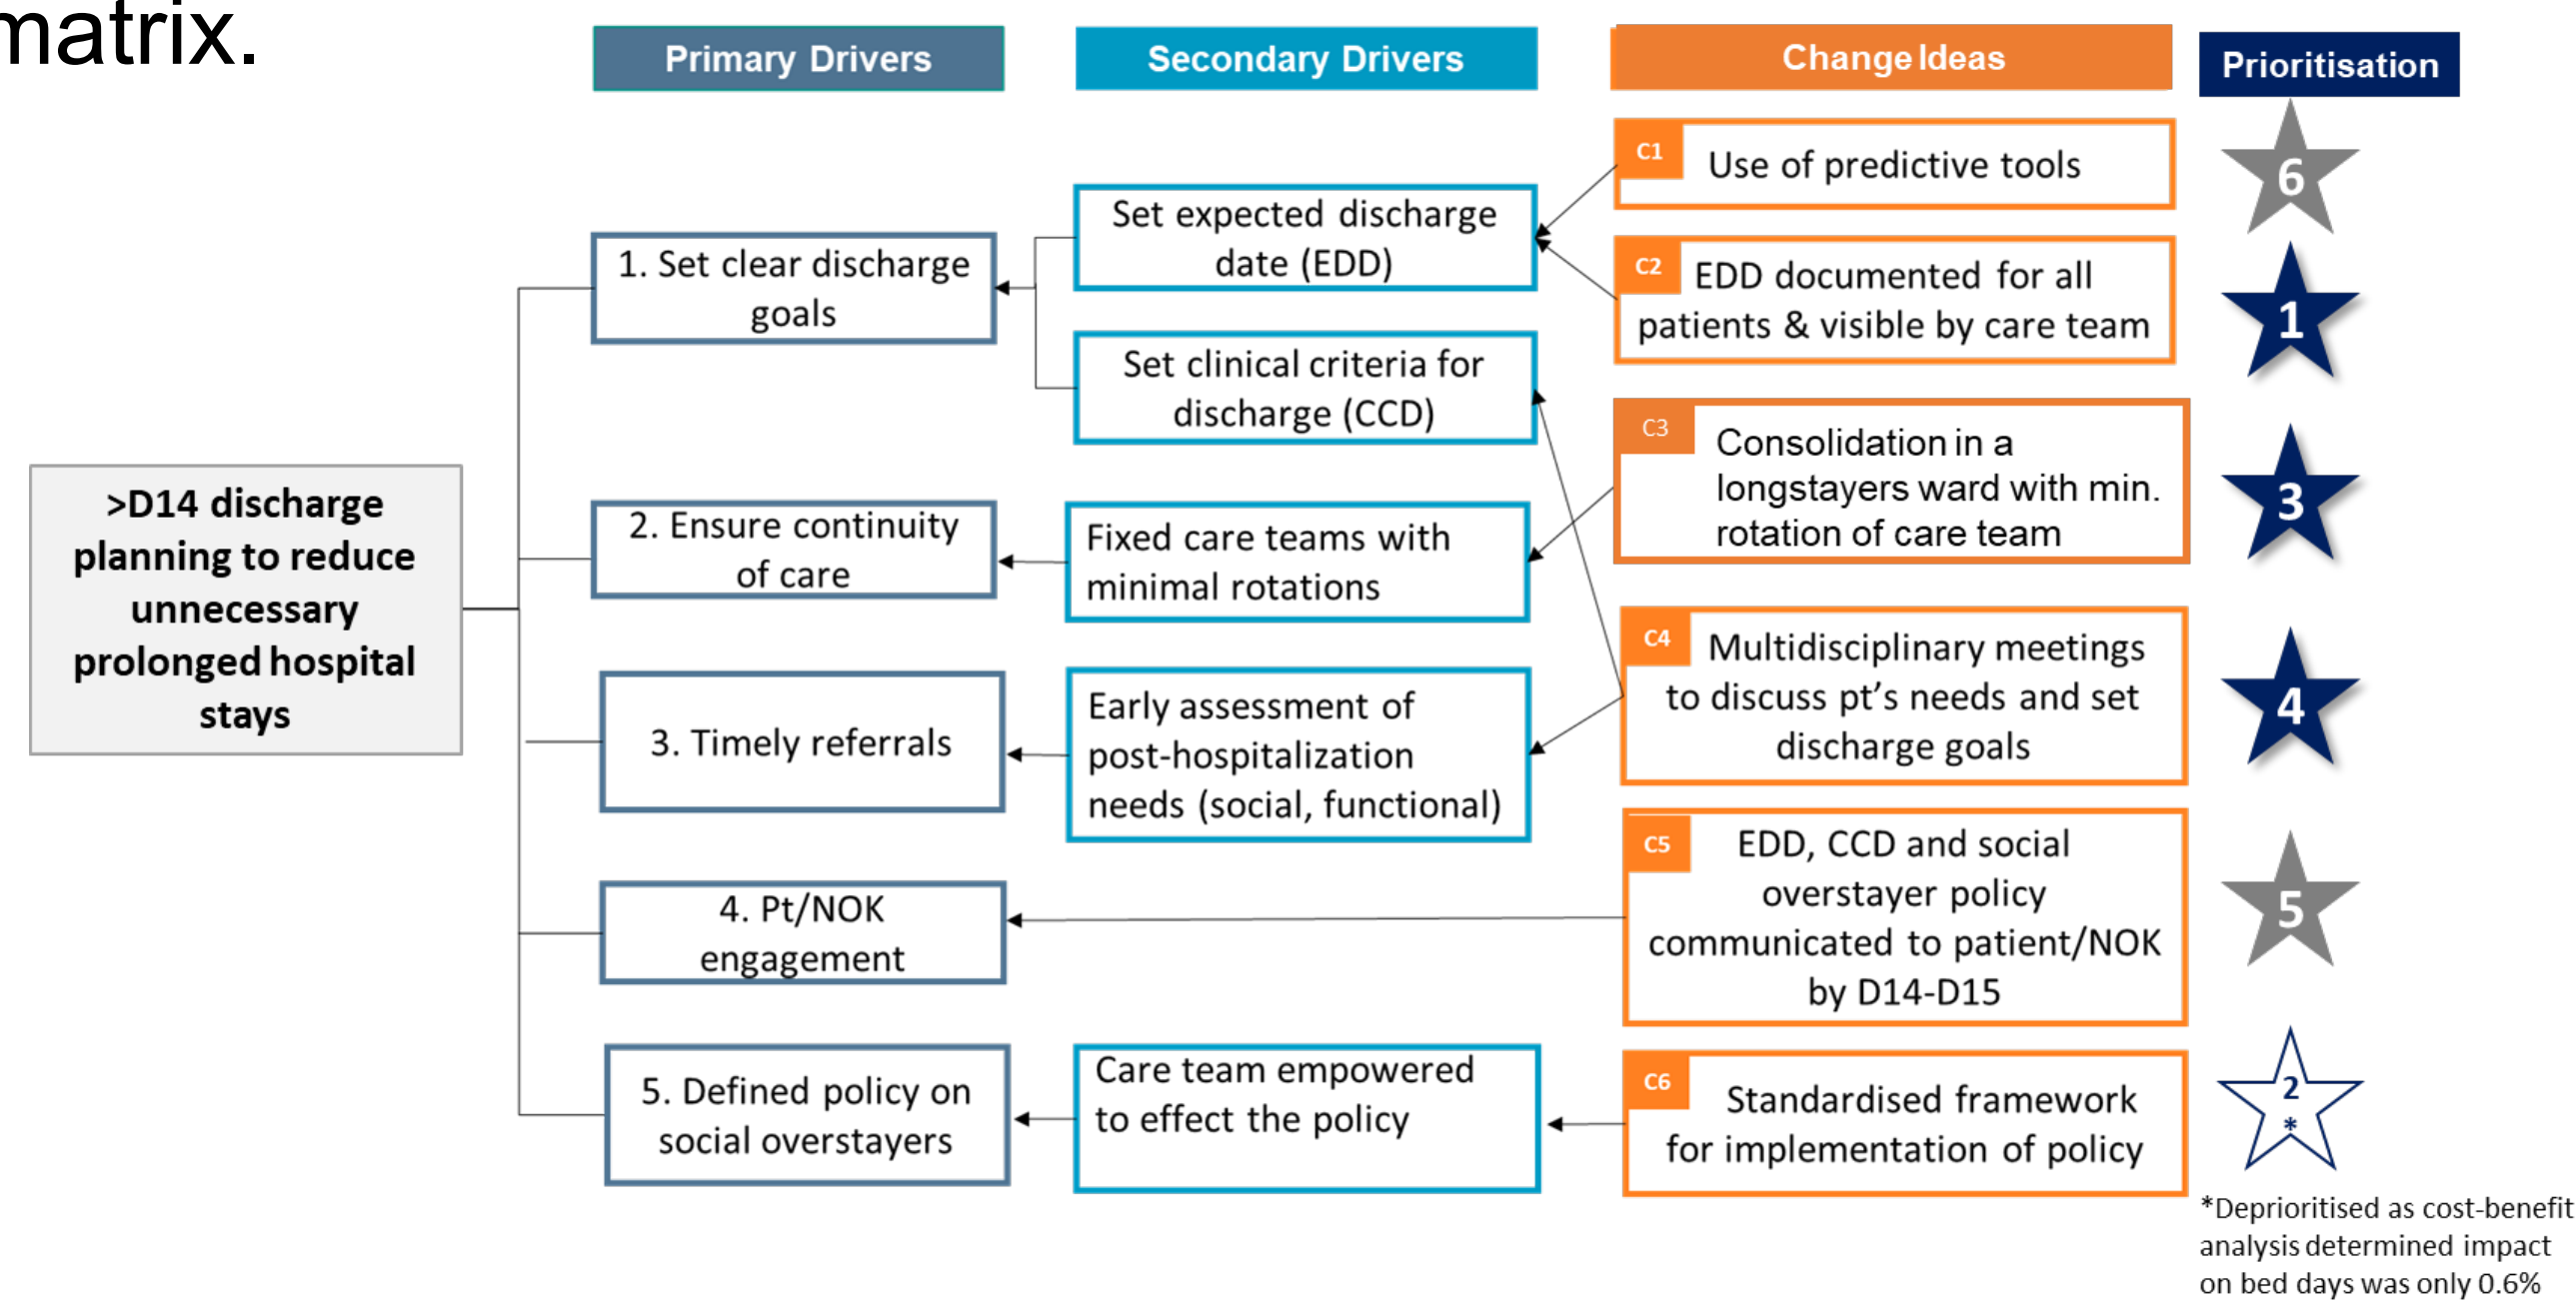 matrix.
Primary Drivers
Secondary Drivers
Change Ideas
Prioritisation
>D14 discharge
planning to reduce
unnecessary
prolonged hospital
stays
1. Set clear discharge
goals
2. Ensure continuity
of care
3. Timely referrals
4. Pt/NOK
engagement
5. Defined policy on
social overstayers
Set expected discharge
date (EDD)
Set clinical criteria for
discharge (CCD)
Fixed care teams with
minimal rotations
Early assessment of
post-hospitalization
needs (social, functional)
Care team empowered
to effect the policy
C1
Use of predictive tools
C2
EDD documented for all
patients & visible by care team
C3
Consolidation in a
longstayers ward with min.
rotation of care team
C4
Multidisciplinary meetings
to discuss pt’s needs and set
discharge goals
C5
EDD, CCD and social
overstayer policy
communicated to patient/NOK
by D14-D15
C6
Standardised framework
for implementation of policy
6
1
3
4
5
2
*
*Deprioritised as cost-benefit
analysis determined impact
on bed days was only 0.6%